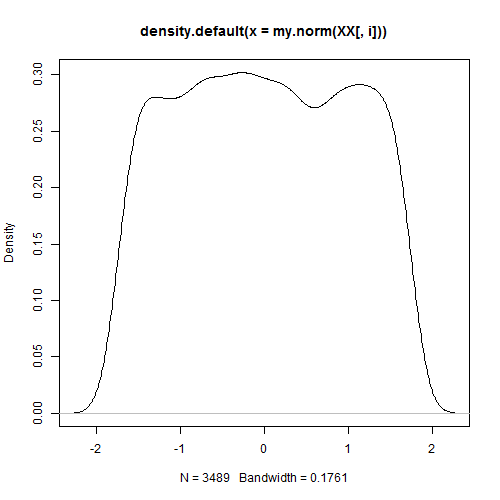 density.default(x = my.norm(XX[, i]))
Density
0.30
0.25
0.20
0.15
0.10
0.05
0.00
-2 -1 0 1 2
N = 3489 Bandwidth = 0.1761